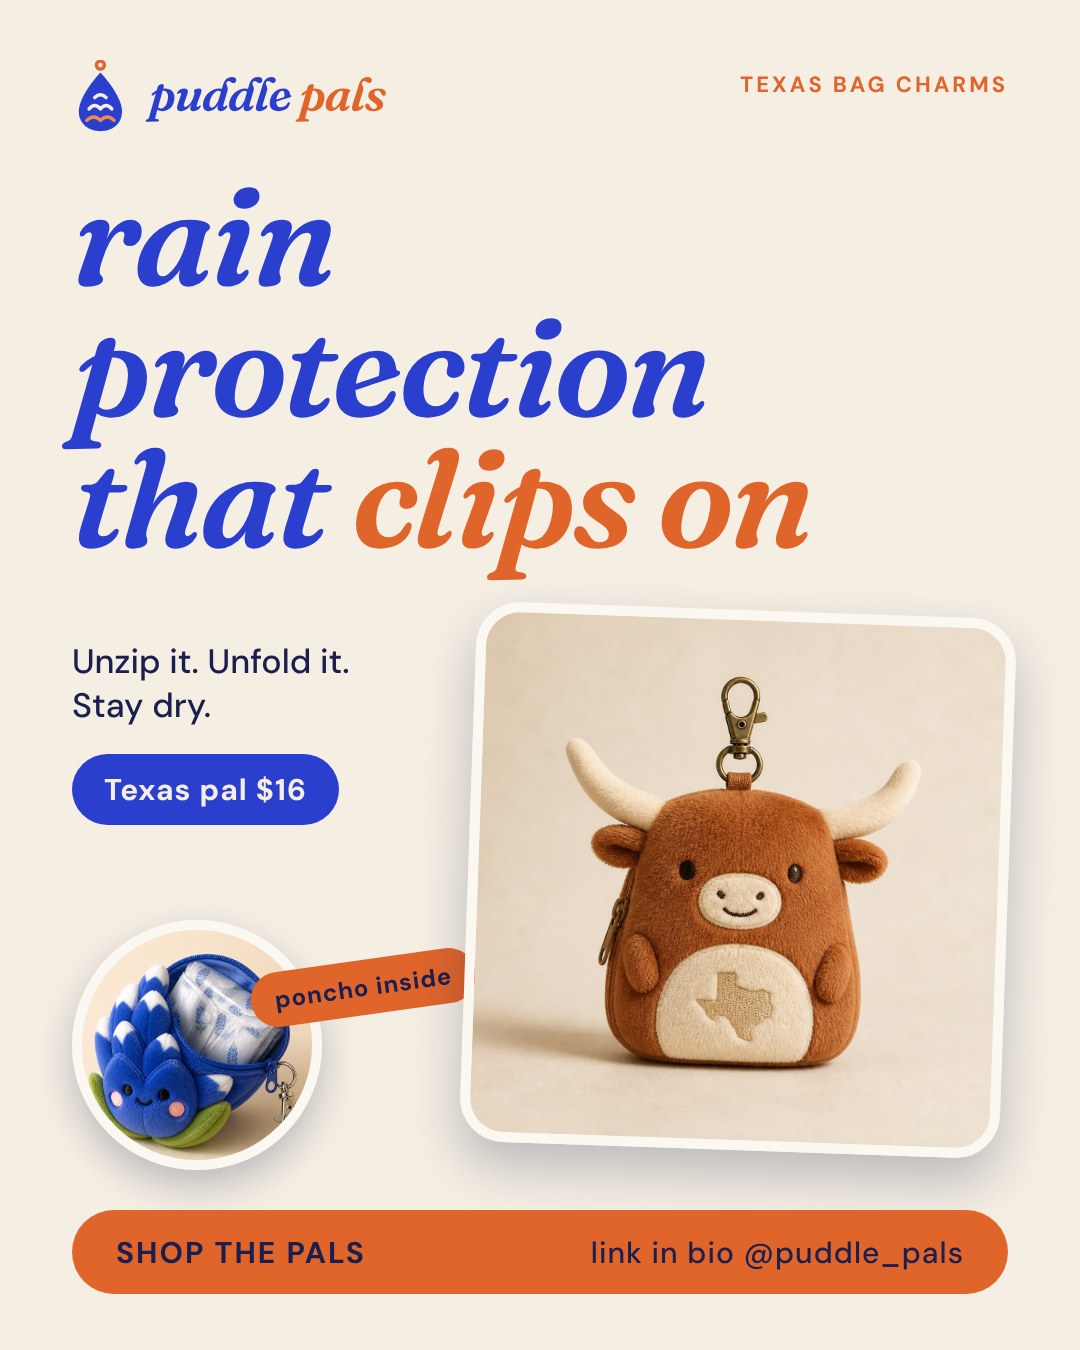 puddle pals
TEXAS BAG CHARMS
rain
protection
that clips on
Unzip it. Unfold it.
Stay dry.
Texas pal $16
poncho inside
SHOP THE PALS
link in bio @puddle_pals